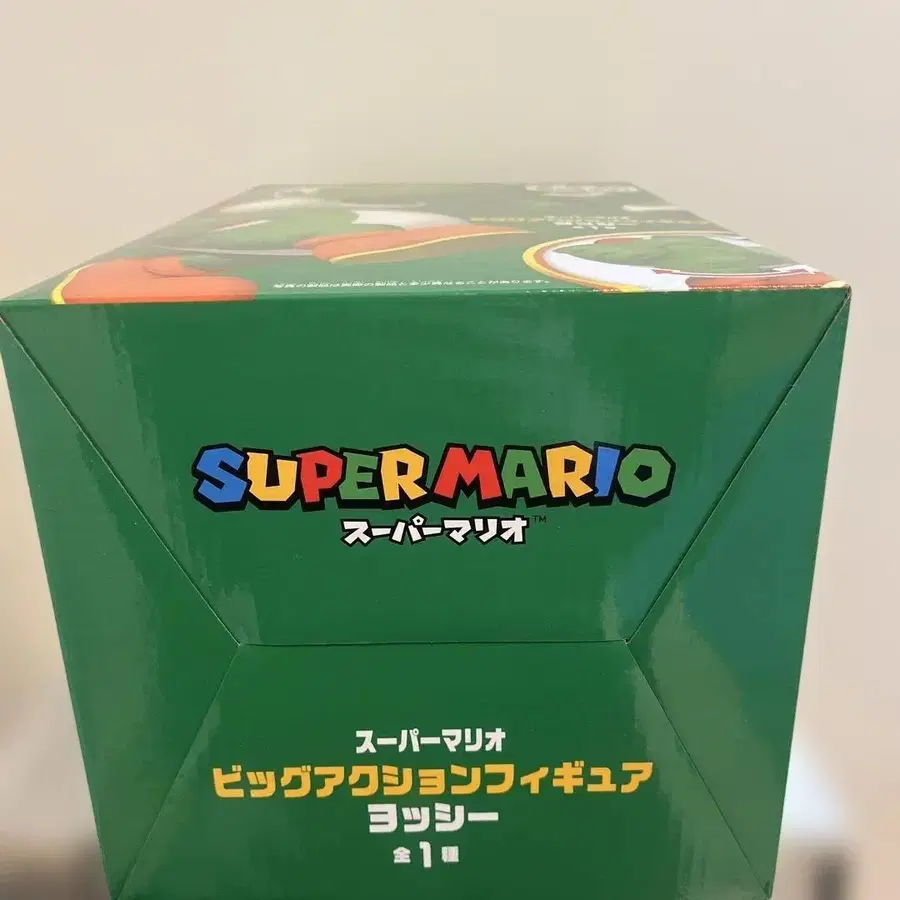 SUPER MARIO
スーパーマリオ™
スーパーマリオ
ビッグアクションフィギュア
ヨッシー
全1種